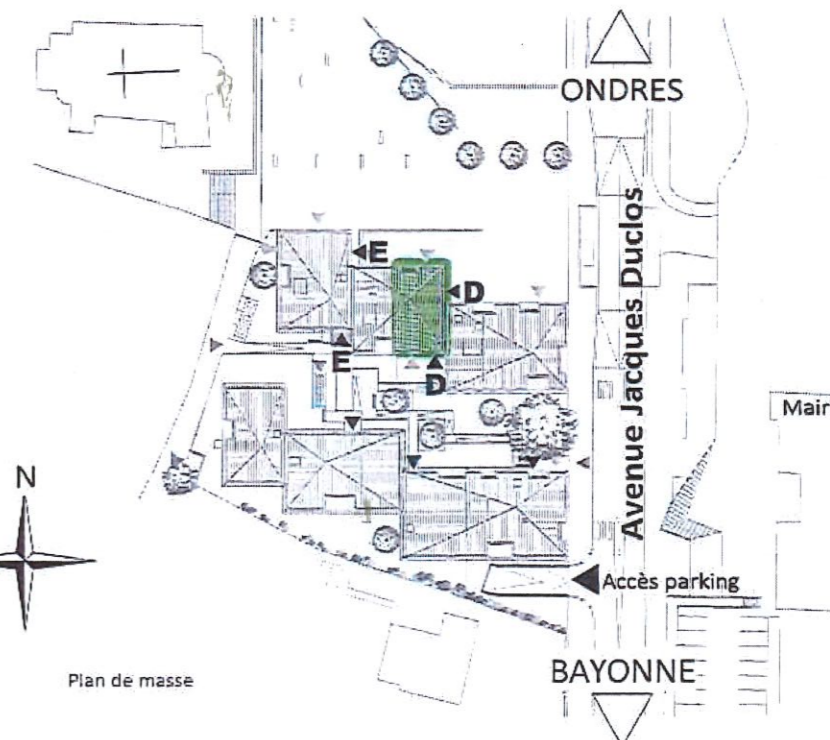 ONDRES
Avenue Jacques Duclos
E
D
E
D
Mair
N
Accès parking
BAYONNE
Plan de masse